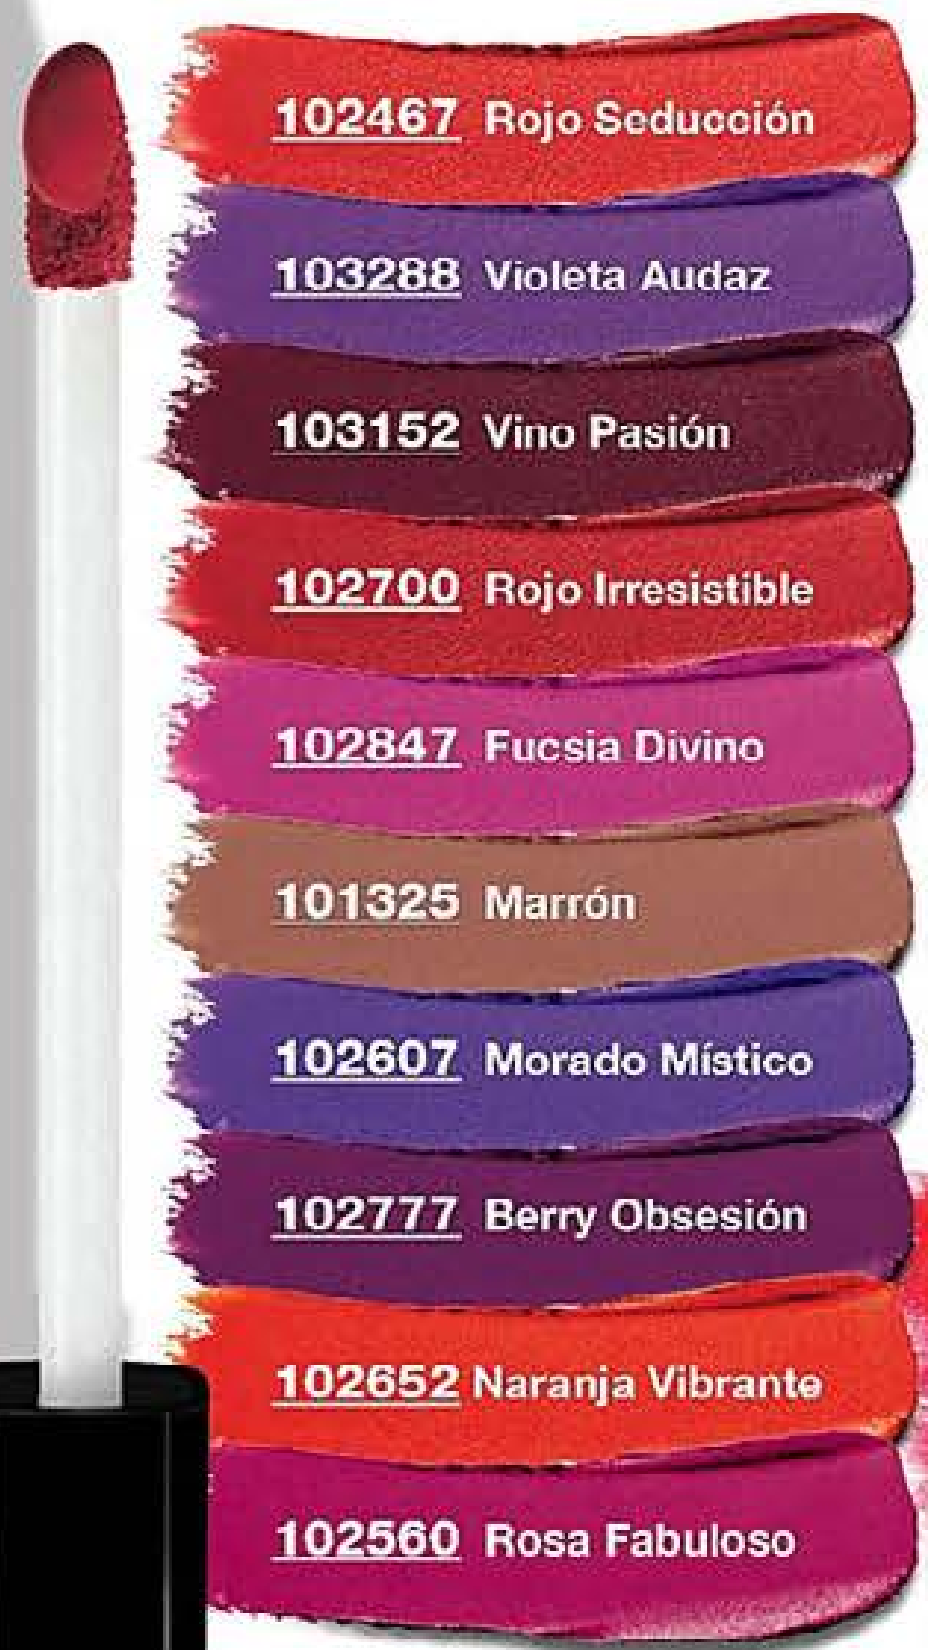 102467 Rojo Seducción
103288 Violeta Audaz
103152 Vino Pasión
102700 Rojo Irresistible
102847 Fucsia Divino
101325 Marrón
102607 Morado Místico
102777 Berry Obsesión
102652 Naranja Vibrante
102560 Rosa Fabuloso